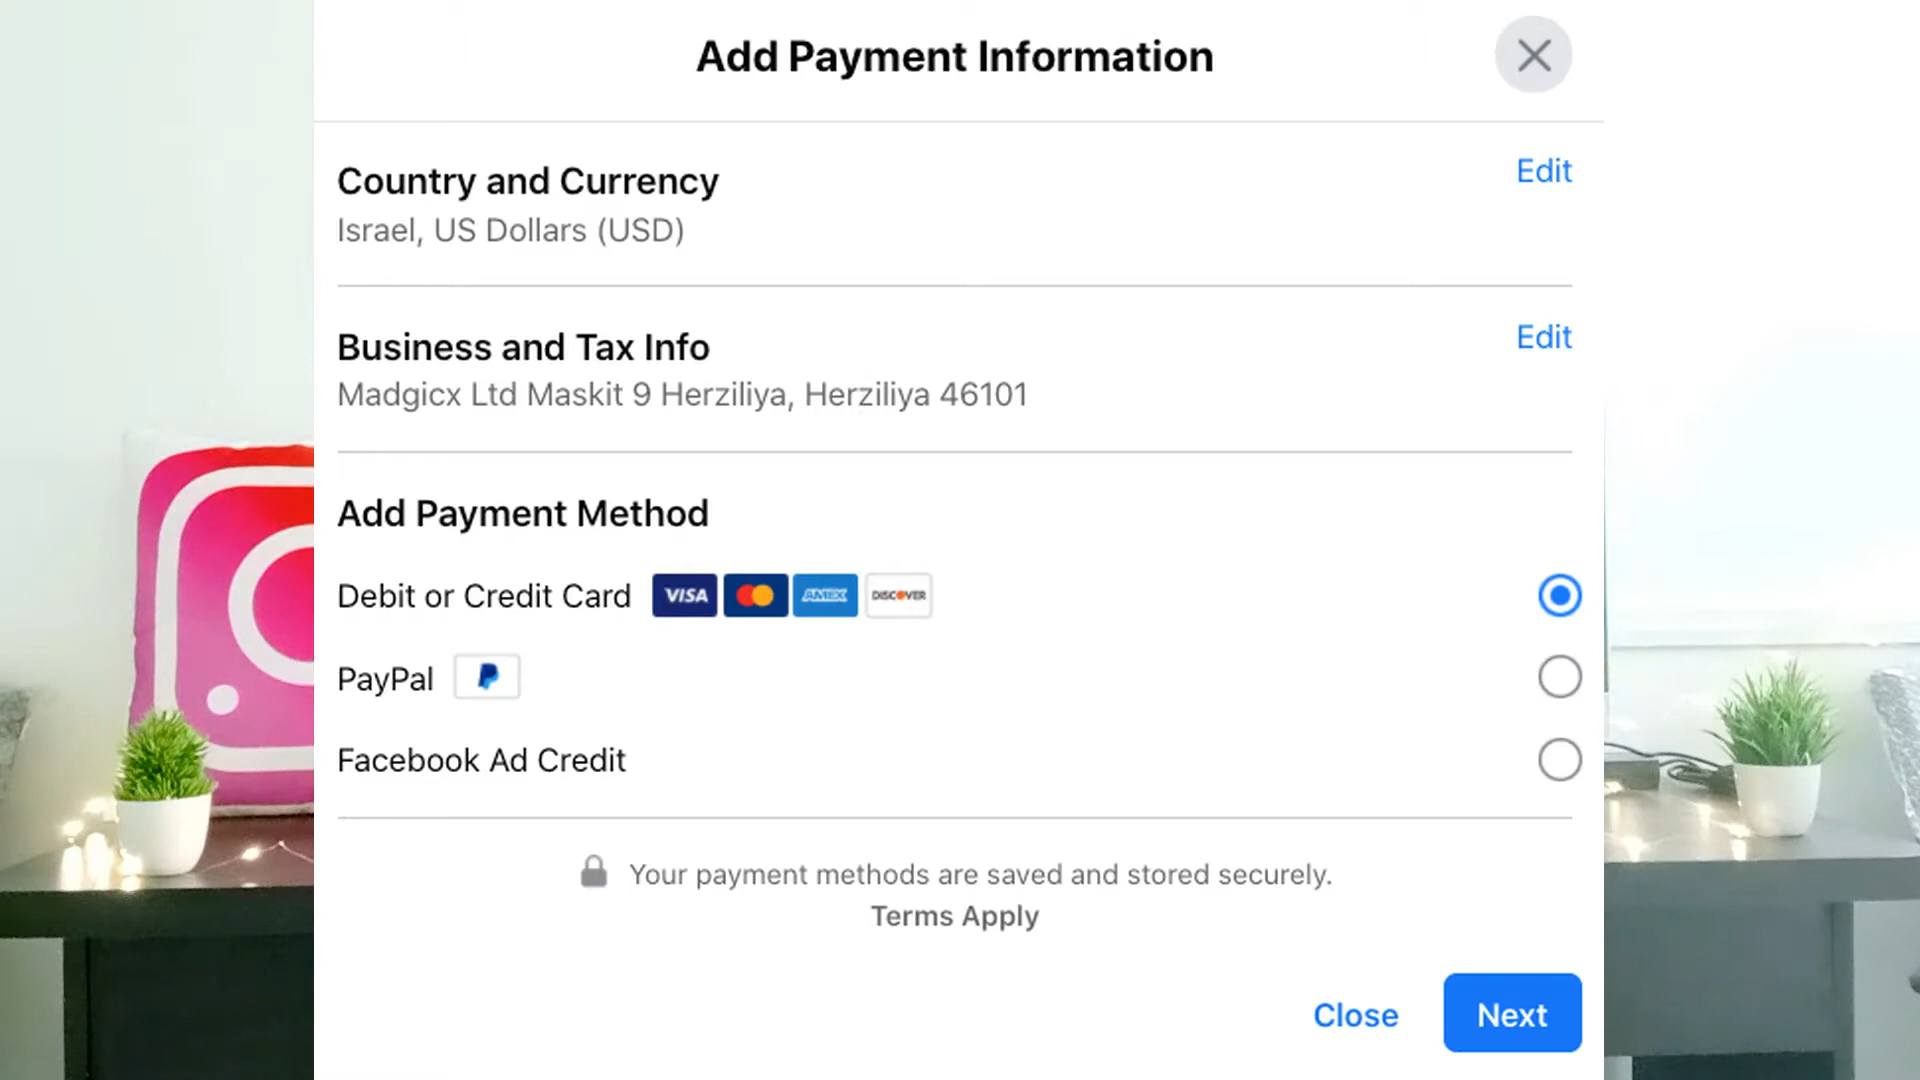 Add Payment Information
Country and Currency
Edit
Israel, US Dollars (USD)
Business and Tax Info
Edit
Madgicx Ltd Maskit 9 Herziliya, Herziliya 46101
Add Payment Method
Debit or Credit Card VISA AMEX DISCOVER
PayPal
Facebook Ad Credit
Your payment methods are saved and stored securely.
Terms Apply
Close Next